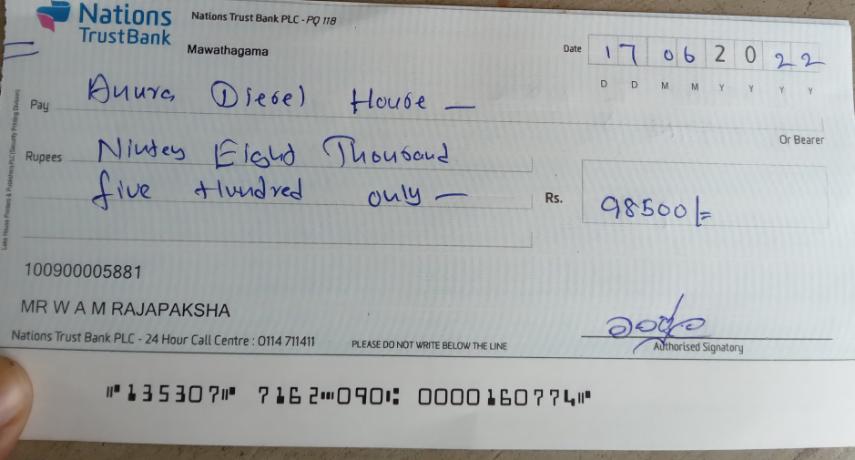 Nations
TrustBank
Nations Trust Bank PLC - PQ 118
Mawathagama
Date 17 06 2022
D D M M Y Y Y Y
Pay Anura Diesel House —
Or Bearer
Rupees Nintey Eight Thousand
five Hundred only —
Rs. 98500/=
100900005881
MR W A M RAJAPAKSHA
Nations Trust Bank PLC - 24 Hour Call Centre : 0114 711411
PLEASE DO NOT WRITE BELOW THE LINE
Authorised Signatory
⑈135307⑈ 7162⑉090⑆ 0000160774⑈